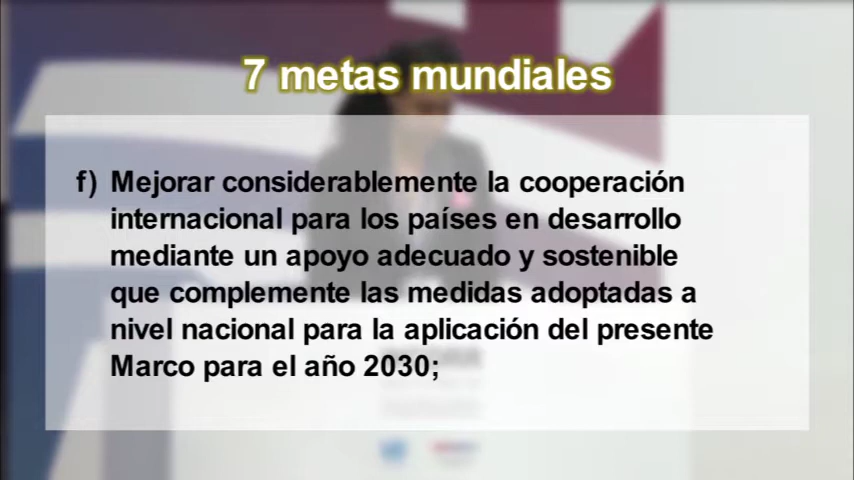 7 metas mundiales
f) Mejorar considerablemente la cooperación
internacional para los países en desarrollo
mediante un apoyo adecuado y sostenible
que complemente las medidas adoptadas a
nivel nacional para la aplicación del presente
Marco para el año 2030;